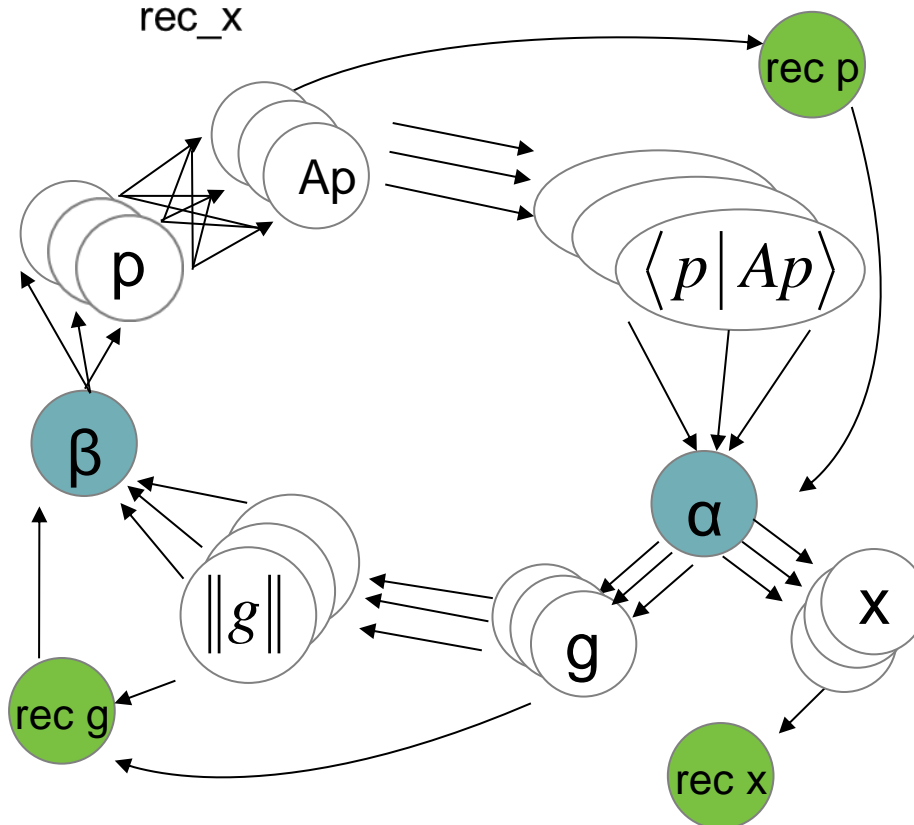 rec_x
rec p
Ap
⟨p|Ap⟩
p
β
α
x
‖g‖
g
rec g
rec x